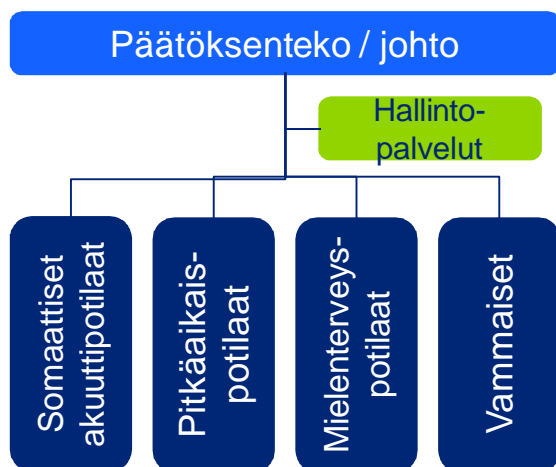 Päätöksenteko / johto
Hallinto-
palvelut
Somaattiset
akuuttipotilaat
Pitkäaikais-
potilaat
Mielenterveys-
potilaat
Vammaiset